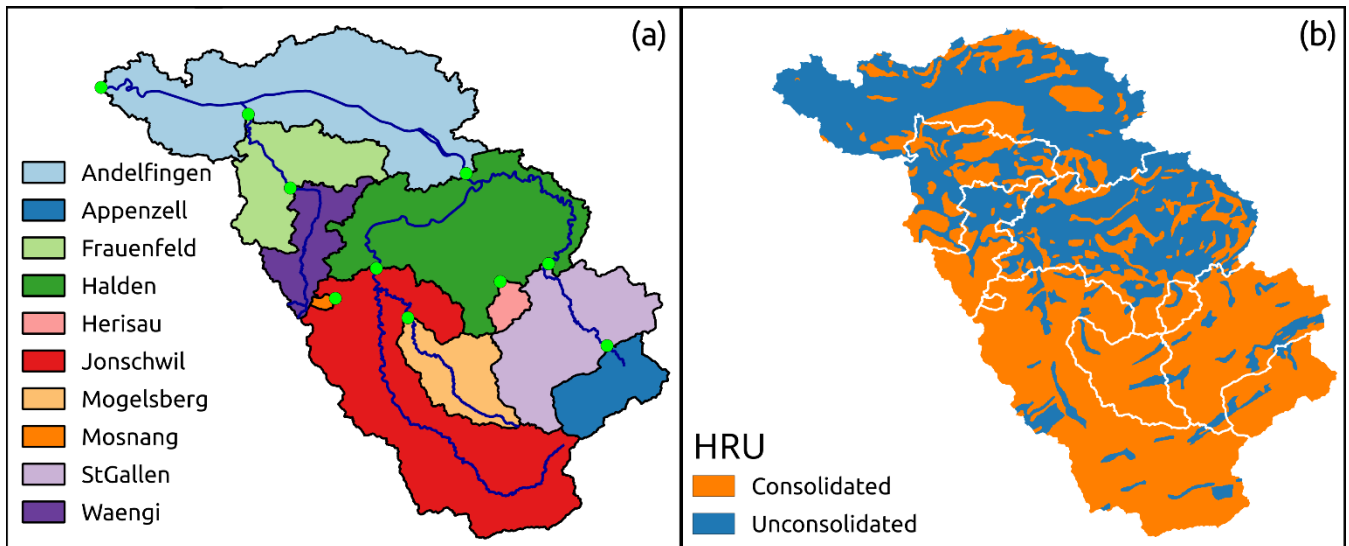 (a)
Andelfingen
Appenzell
Frauenfeld
Halden
Herisau
Jonschwil
Mogelsberg
Mosnang
StGallen
Waengi
(b)
HRU
Consolidated
Unconsolidated